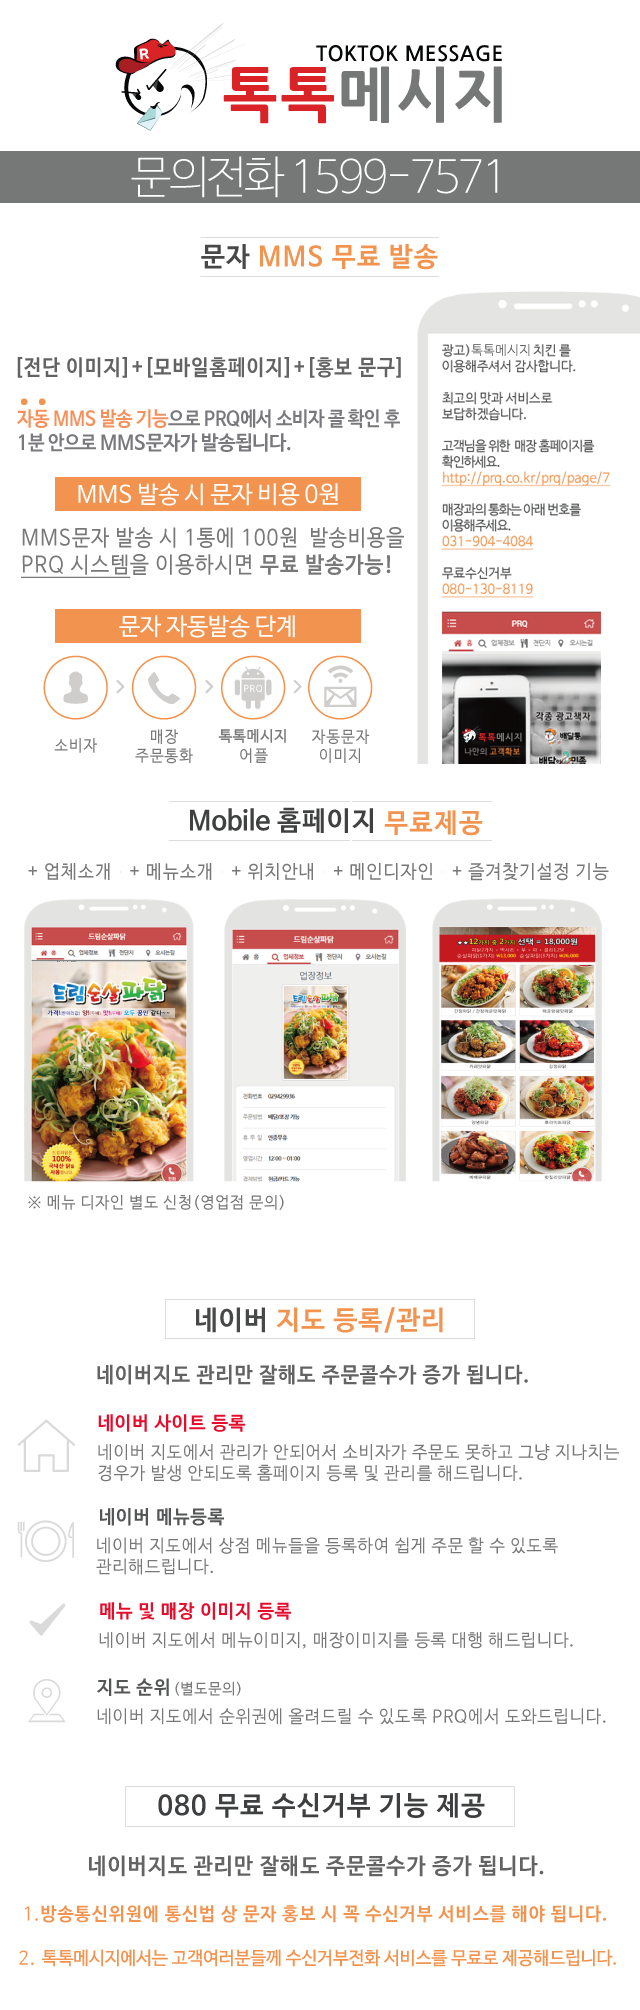 R
TOKTOK MESSAGE
톡톡메시지
문의전화 1599-7571
문자 MMS 무료 발송
[전단 이미지]+[모바일홈페이지]+[홍보 문구]
자동 MMS 발송 기능으로 PRQ에서 소비자 콜 확인 후
1분 안으로 MMS문자가 발송됩니다.
MMS 발송 시 문자 비용 0원
MMS문자 발송 시 1통에 100원 발송비용을
PRQ 시스템을 이용하시면 무료 발송가능!
문자 자동발송 단계
PRQ
소비자
매장
주문통화
톡톡메시지
어플
자동문자
이미지
광고)톡톡메시지 치킨 를
이용해주셔서 감사합니다.
최고의 맛과 서비스로
보답하겠습니다.
고객님을 위한 매장 홈페이지를
확인하세요.
http://prq.co.kr/prq/page/7
매장과의 통화는 아래 번호를
이용해주세요.
031-904-4084
무료수신거부
080-130-8119
PRQ
홈 업체정보 전단지 오시는길
톡톡메시지
나만의 고객확보
각종 광고책자
배달통
Mobile 홈페이지 무료제공
+ 업체소개 + 메뉴소개 + 위치안내 + 메인디자인 + 즐겨찾기설정 기능
드림순살파닭
홈 업체정보 전단지 오시는길
드림순살파닭
100%
드림순살파닭
홈 업체정보 전단지 오시는길
업장정보
전화번호 029429936
주문방법 배달/포장 가능
휴 무 일 연중무휴
영업시간 12:00 ~ 01:00
결제방법 현금/카드 가능
★★12가지 중 2가지 선택 = 18,000원
※ 메뉴 디자인 별도 신청(영업점 문의)
네이버 지도 등록/관리
네이버지도 관리만 잘해도 주문콜수가 증가 됩니다.
네이버 사이트 등록
네이버 지도에서 관리가 안되어서 소비자가 주문도 못하고 그냥 지나치는
경우가 발생 안되도록 홈페이지 등록 및 관리를 해드립니다.
네이버 메뉴등록
네이버 지도에서 상점 메뉴들을 등록하여 쉽게 주문 할 수 있도록
관리해드립니다.
메뉴 및 매장 이미지 등록
네이버 지도에서 메뉴이미지, 매장이미지를 등록 대행 해드립니다.
지도 순위 (별도문의)
네이버 지도에서 순위권에 올려드릴 수 있도록 PRQ에서 도와드립니다.
080 무료 수신거부 기능 제공
네이버지도 관리만 잘해도 주문콜수가 증가 됩니다.
1.방송통신위원에 통신법 상 문자 홍보 시 꼭 수신거부 서비스를 해야 됩니다.
2. 톡톡메시지에서는 고객여러분들께 수신거부전화 서비스를 무료로 제공해드립니다.